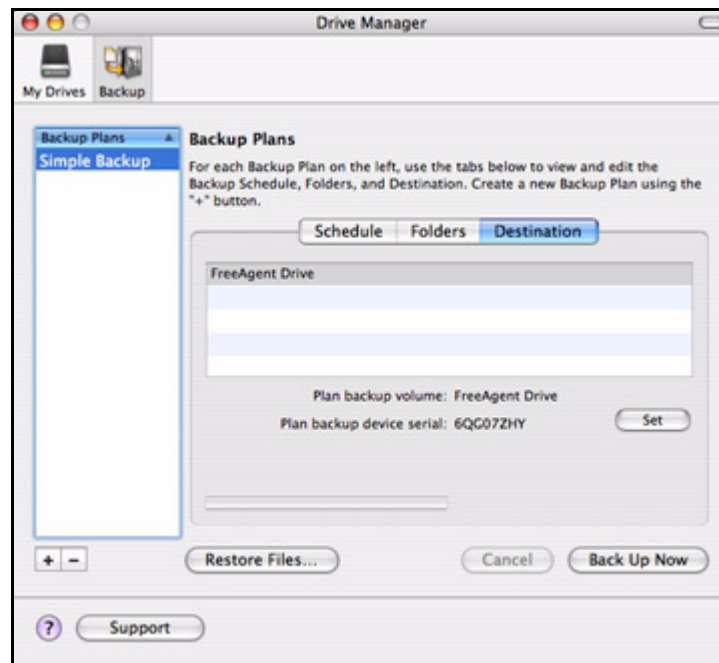 Drive Manager
My Drives
Backup
Backup Plans
Simple Backup
Backup Plans
For each Backup Plan on the left, use the tabs below to view and edit the
Backup Schedule, Folders, and Destination. Create a new Backup Plan using the
"+" button.
Schedule
Folders
Destination
FreeAgent Drive
Plan backup volume: FreeAgent Drive
Plan backup device serial: 6QG07ZHY
Set
+ −
Restore Files...
Cancel
Back Up Now
?
Support